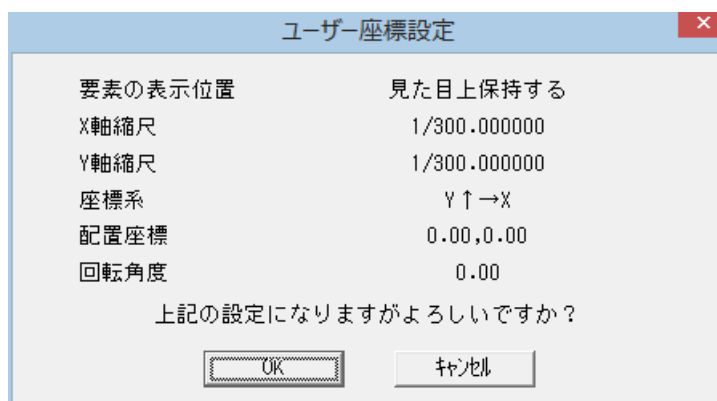 ユーザー座標設定
要素の表示位置 見た目上保持する
X軸縮尺 1/300.000000
Y軸縮尺 1/300.000000
座標系 Y↑→X
配置座標 0.00,0.00
回転角度 0.00
上記の設定になりますがよろしいですか？
OK ｷｬﾝｾﾙ